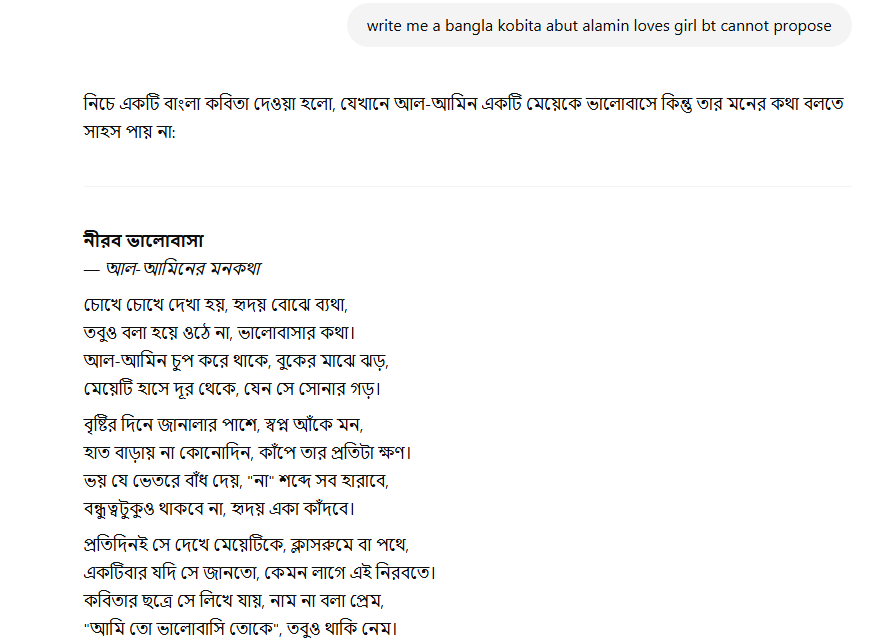 write me a bangla kobita abut alamin loves girl bt cannot propose
নিচে একটি বাংলা কবিতা দেওয়া হলো, যেখানে আল-আমিন একটি মেয়েকে ভালোবাসে কিন্তু তার মনের কথা বলতে
সাহস পায় না:
নীরব ভালোবাসা
— আল-আমিনের মনকথা
চোখে চোখে দেখা হয়, হৃদয় বোঝে ব্যথা,
তবুও বলা হয়ে ওঠে না, ভালোবাসার কথা।
আল-আমিন চুপ করে থাকে, বুকের মাঝে ঝড়,
মেয়েটি হাসে দূর থেকে, যেন সে সোনার গড়।
বৃষ্টির দিনে জানালার পাশে, স্বপ্ন আঁকে মন,
হাত বাড়ায় না কোনোদিন, কাঁপে তার প্রতিটা ক্ষণ।
ভয় যে ভেতরে বাঁধ দেয়, "না" শব্দে সব হারাবে,
বন্ধুত্বটুকুও থাকবে না, হৃদয় একা কাঁদবে।
প্রতিদিনই সে দেখে মেয়েটিকে, ক্লাসরুমে বা পথে,
একটিবার যদি সে জানতো, কেমন লাগে এই নিরবতে।
কবিতার ছত্রে সে লিখে যায়, নাম না বলা প্রেম,
"আমি তো ভালোবাসি তোকে", তবুও থাকি নেম।